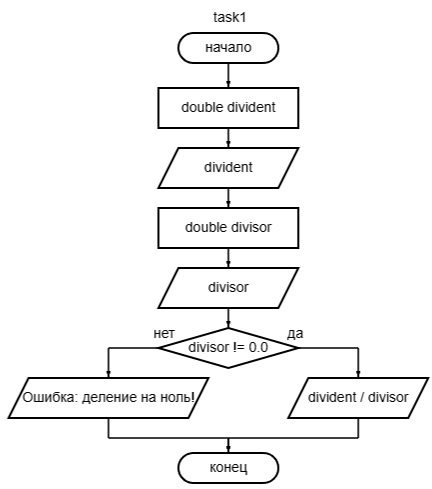 task1
начало
double divident
divident
double divisor
divisor
нет
да
divisor != 0.0
Ошибка: деление на ноль!
divident / divisor
конец